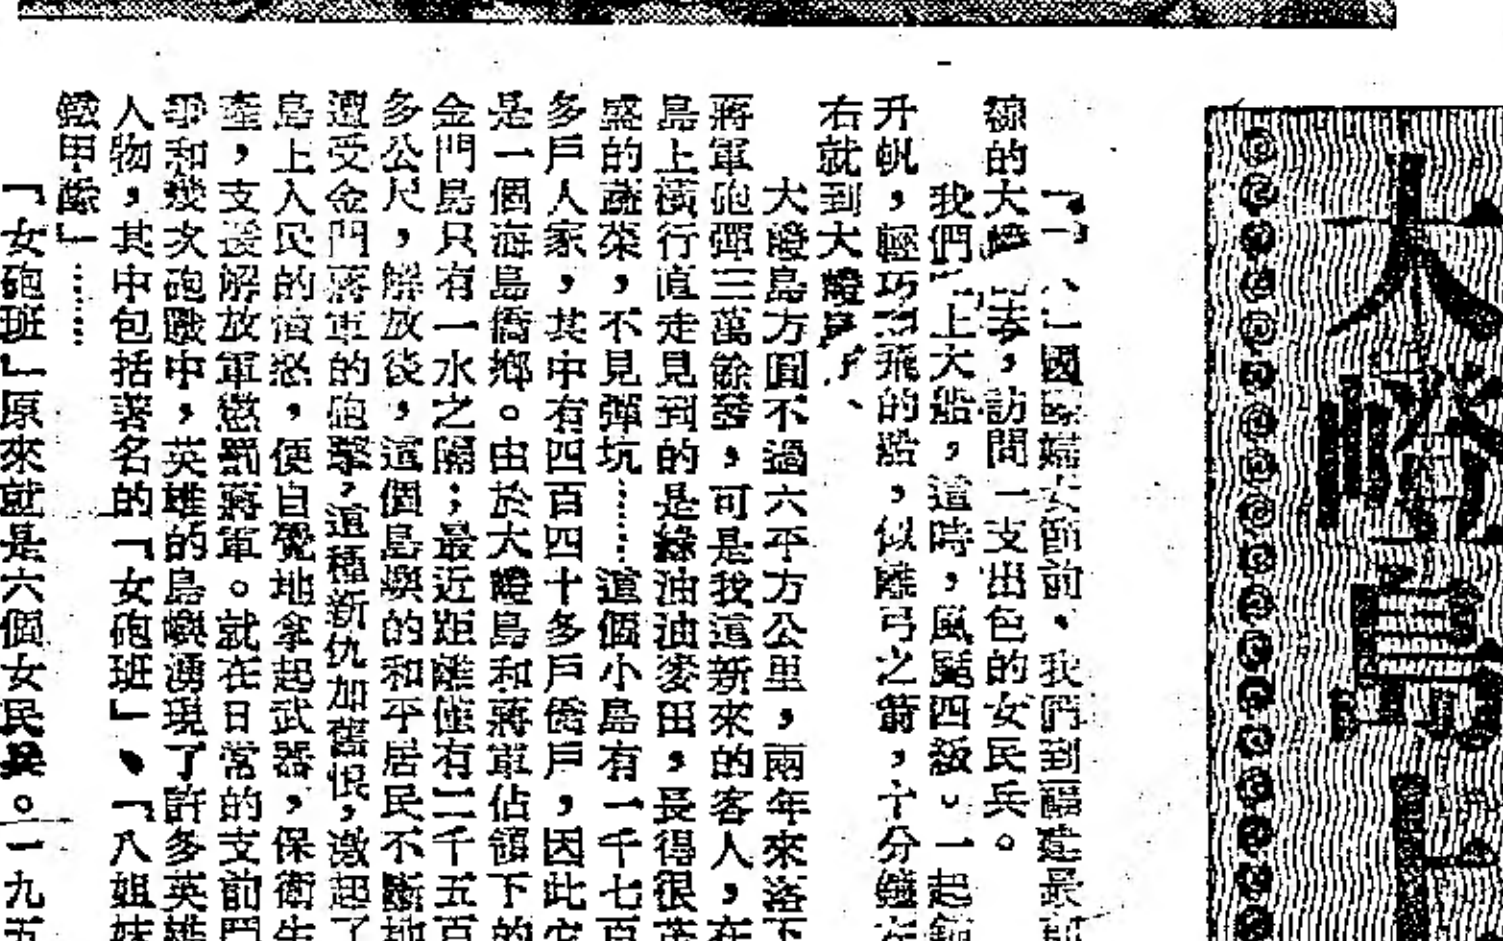 大嶝島上
「三八」國際婦女節前，我們到福建最前
線的大嶝島去，訪問一支出色的女民兵。
我們上大船，這時，風颳四級。一起錨
升帆，輕巧如飛的船，似離弓之箭，十分鐘左
右就到大嶝島了、
大嶝島方圓不過六平方公里，兩年來落下
蔣軍砲彈三萬餘發，可是我這新來的客人，在
島上橫行直走見到的是綠油油麥田，長得很茂
盛的蔬菜，不見彈坑……這個小島有一千七百
多戶人家，其中有四百四十多戶僑戶，因此它
是一個海島僑鄉。由於大嶝島和蔣軍佔領下的
金門島只有一水之隔；最近距離僅有二千五百
多公尺，解放後，這個島嶼的和平居民不斷地
遭受金門蔣軍的砲擊，這種新仇加舊恨，激起了
島上人民的憤怒，便自覺地拿起武器，保衛生
產，支援解放軍懲罰蔣軍。就在日常的支前鬥
爭和幾次砲戰中，英雄的島嶼湧現了許多英雄
人物，其中包括著名的「女砲班」、「八姐妹
鐵甲隊」……
「女砲班」原來就是六個女民兵。一九五